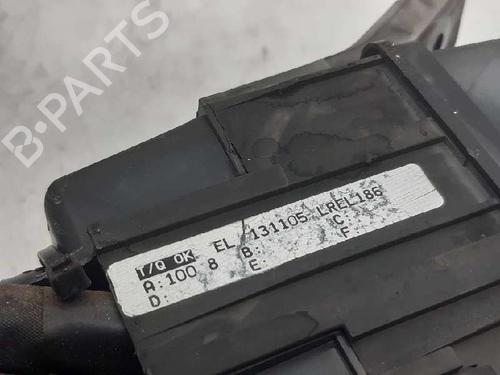 B-PARTS
T/Q OK EL 131105 LREL186
A:100 8 B: C:
D: E: F: